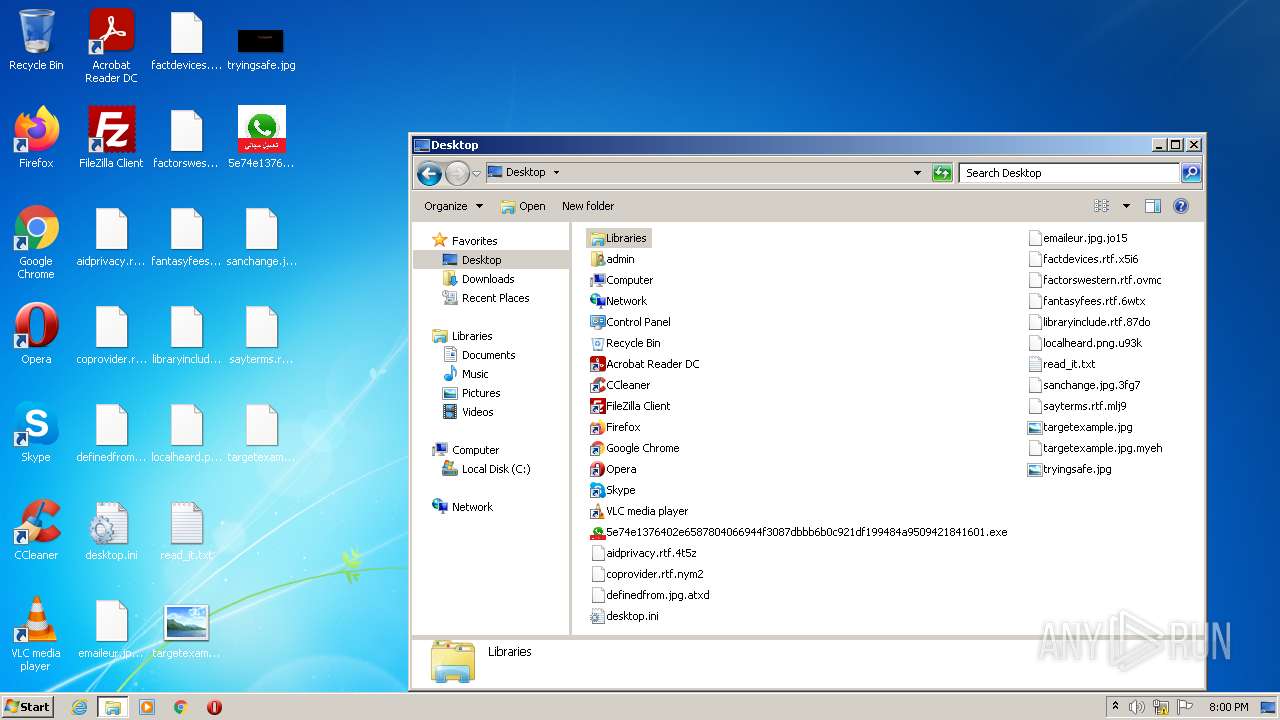 Recycle Bin
Acrobat
Reader DC
factdevices....
tryingsafe.jpg
Firefox
FileZilla Client
factorswes...
تحميل مجاني
5e74e1376...
Google
Chrome
aidprivacy.r...
fantasyfees...
sanchange.j...
Opera
coprovider.r...
libraryinclud...
sayterms.r...
Skype
definedfrom...
localheard.p...
targetexam...
CCleaner
desktop.ini
read_it.txt
VLC media
player
emaileur.jp...
targetexam...
Desktop
Desktop
Search Desktop
Organize
Open
New folder
Favorites
Desktop
Downloads
Recent Places
Libraries
Documents
Music
Pictures
Videos
Computer
Local Disk (C:)
Network
Libraries
admin
Computer
Network
Control Panel
Recycle Bin
Acrobat Reader DC
CCleaner
FileZilla Client
Firefox
Google Chrome
Opera
Skype
VLC media player
aidprivacy.rtf.4t5z
coprovider.rtf.nym2
definedfrom.jpg.atxd
desktop.ini
emaileur.jpg.jo15
factdevices.rtf.x5i6
factorswestern.rtf.ovmc
fantasyfees.rtf.6wtx
libraryinclude.rtf.87qo
localheard.png.u93k
read_it.txt
sanchange.jpg.3fg7
sayterms.rtf.mlj9
targetexample.jpg
targetexample.jpg.myeh
tryingsafe.jpg
Libraries
ANY RUN
Start
8:00 PM